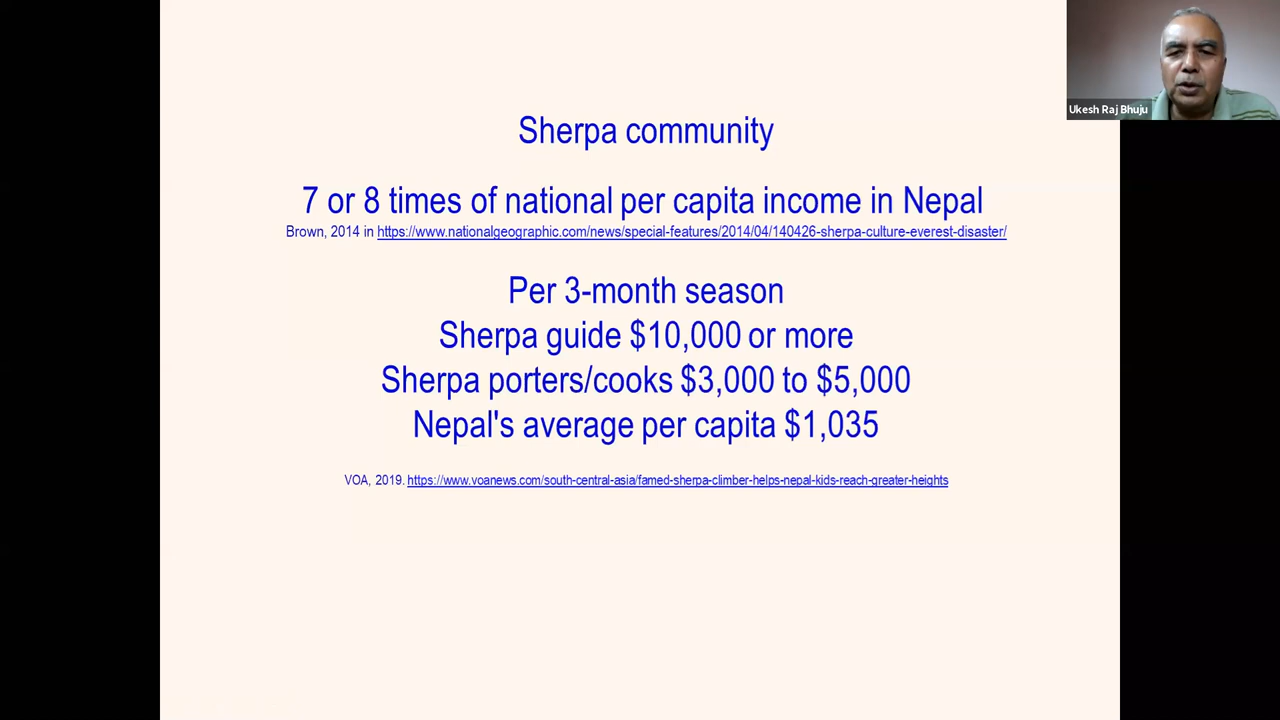 Ukesh Raj Bhuju
Sherpa community
7 or 8 times of national per capita income in Nepal
Brown, 2014 in https://www.nationalgeographic.com/news/special-features/2014/04/140426-sherpa-culture-everest-disaster/
Per 3-month season
Sherpa guide $10,000 or more
Sherpa porters/cooks $3,000 to $5,000
Nepal's average per capita $1,035
VOA, 2019. https://www.voanews.com/south-central-asia/famed-sherpa-climber-helps-nepal-kids-reach-greater-heights